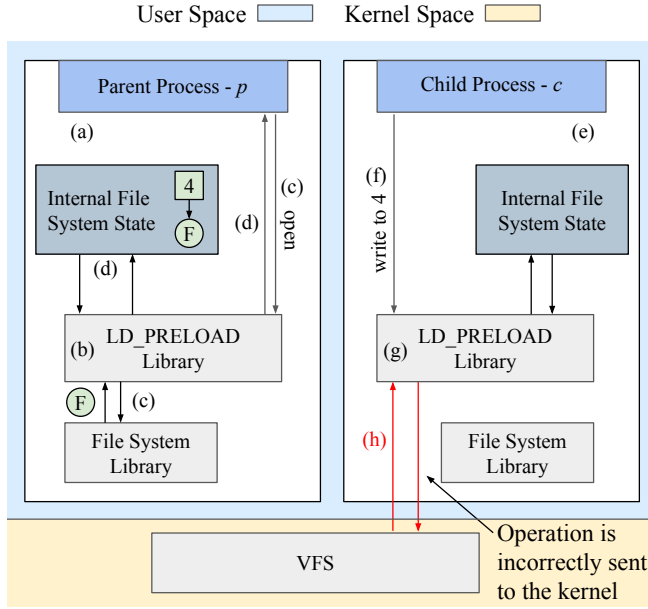 User Space
Kernel Space
Parent Process - p
(a)
Internal File
System State
4
F
(d)
(d)
(c)
open
(b)
LD_PRELOAD
Library
F
(c)
File System
Library
Child Process - c
(e)
(f)
write to 4
Internal File
System State
(g)
LD_PRELOAD
Library
(h)
File System
Library
VFS
Operation is
incorrectly sent
to the kernel